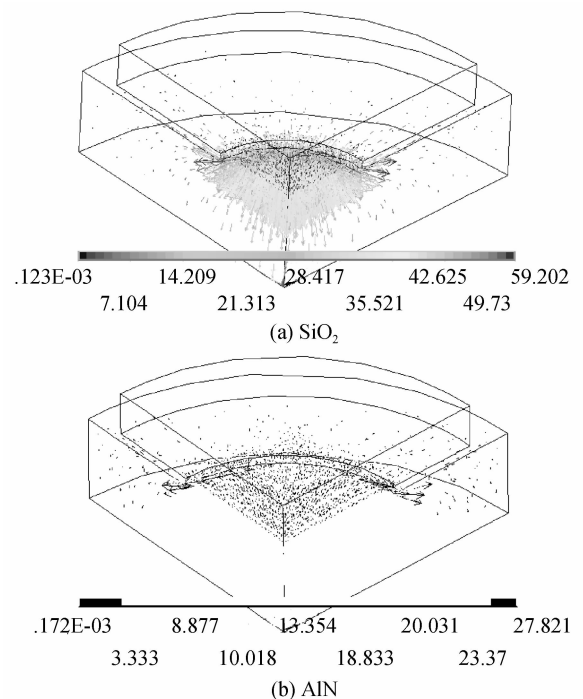 .123E-03 14.209 28.417 42.625 59.202
7.104 21.313 35.521 49.73
(a) SiO₂
.172E-03 8.877 13.354 20.031 27.821
3.333 10.018 18.833 23.37
(b) AlN